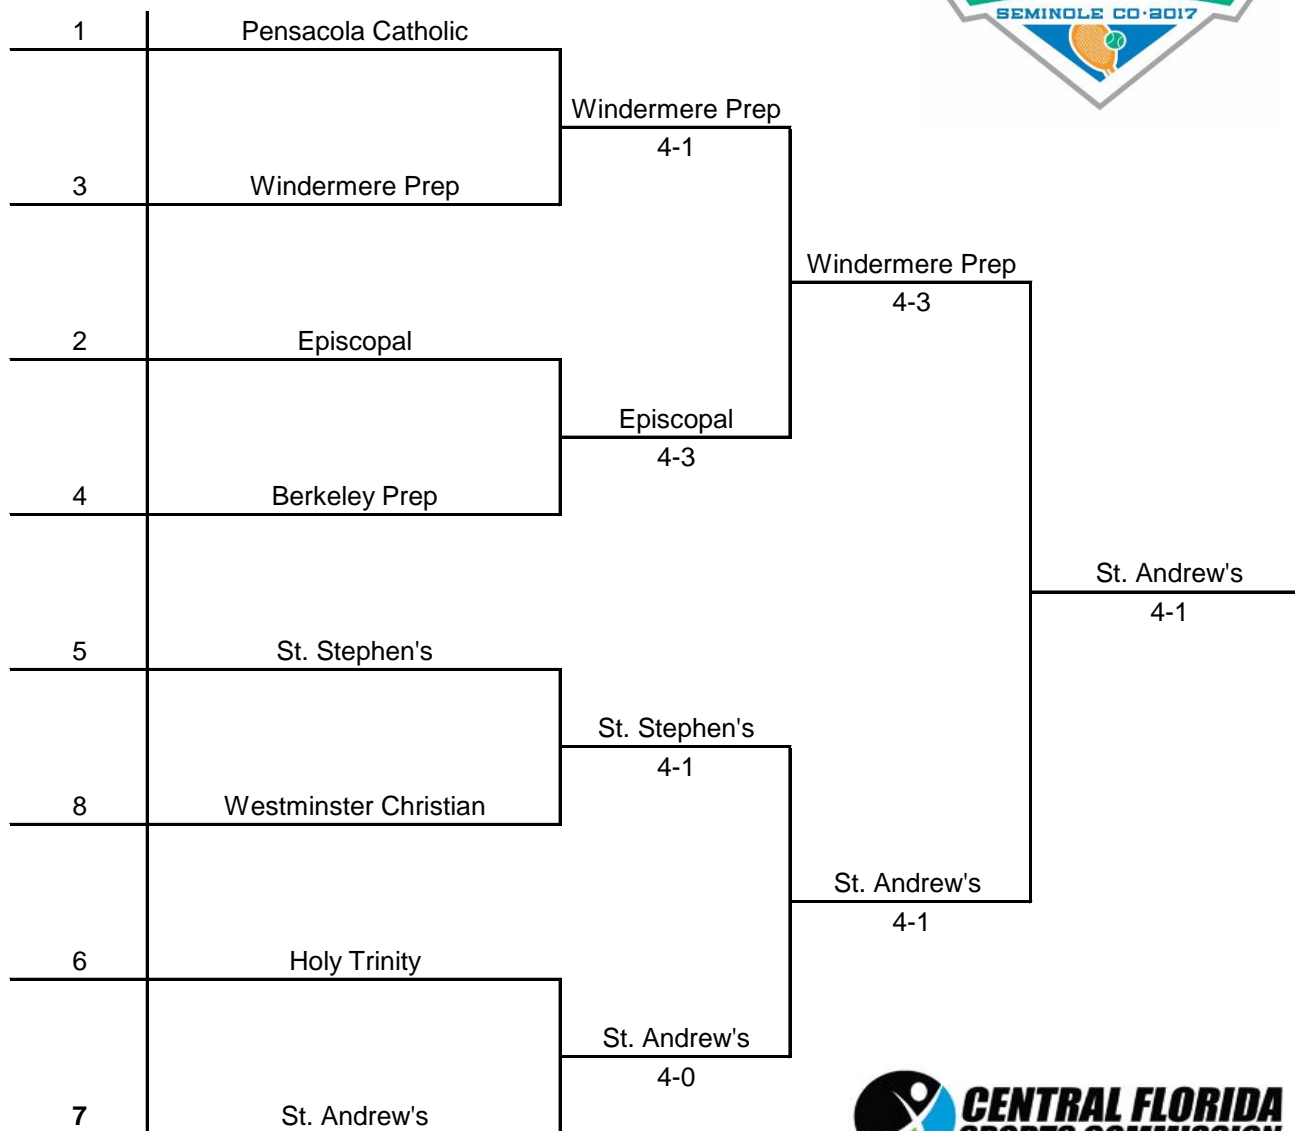 SEMINOLE CO·2017
1 Pensacola Catholic
Windermere Prep
4-1
3 Windermere Prep
Windermere Prep
4-3
2 Episcopal
Episcopal
4-3
4 Berkeley Prep
St. Andrew's
4-1
5 St. Stephen's
St. Stephen's
4-1
8 Westminster Christian
St. Andrew's
4-1
6 Holy Trinity
St. Andrew's
4-0
7 St. Andrew's
CENTRAL FLORIDA
SPORTS COMMISSION